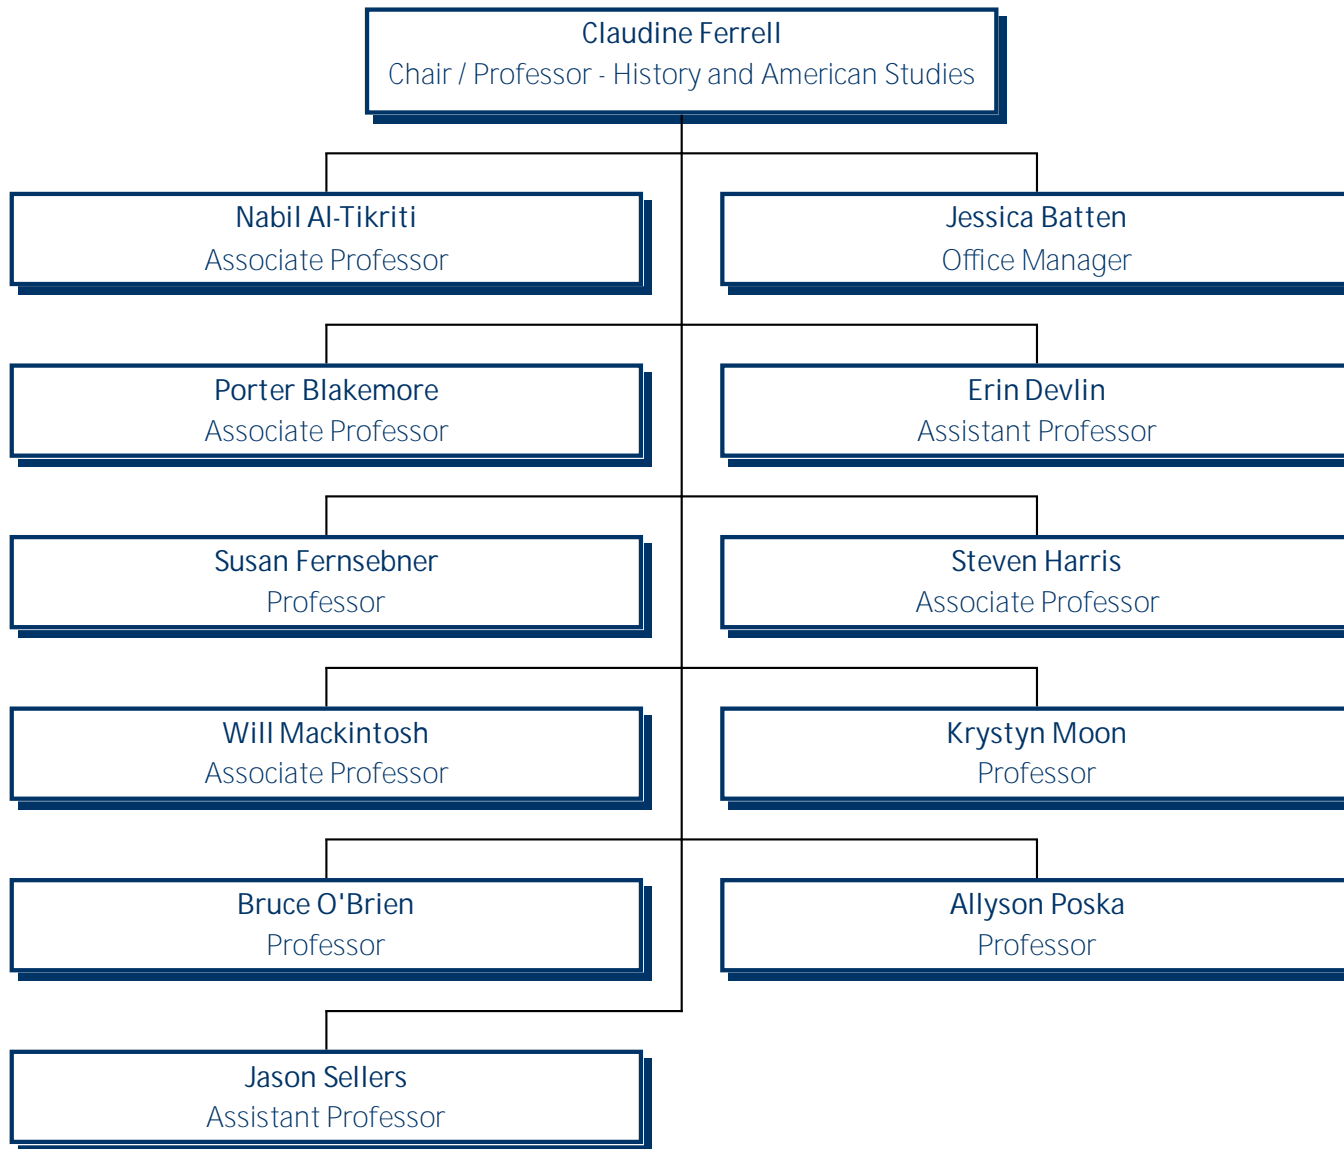 Claudine Ferrell
Chair / Professor - History and American Studies
Nabil Al-Tikriti
Associate Professor
Jessica Batten
Office Manager
Porter Blakemore
Associate Professor
Erin Devlin
Assistant Professor
Susan Fernsebner
Professor
Steven Harris
Associate Professor
Will Mackintosh
Associate Professor
Krystyn Moon
Professor
Bruce O'Brien
Professor
Allyson Poska
Professor
Jason Sellers
Assistant Professor